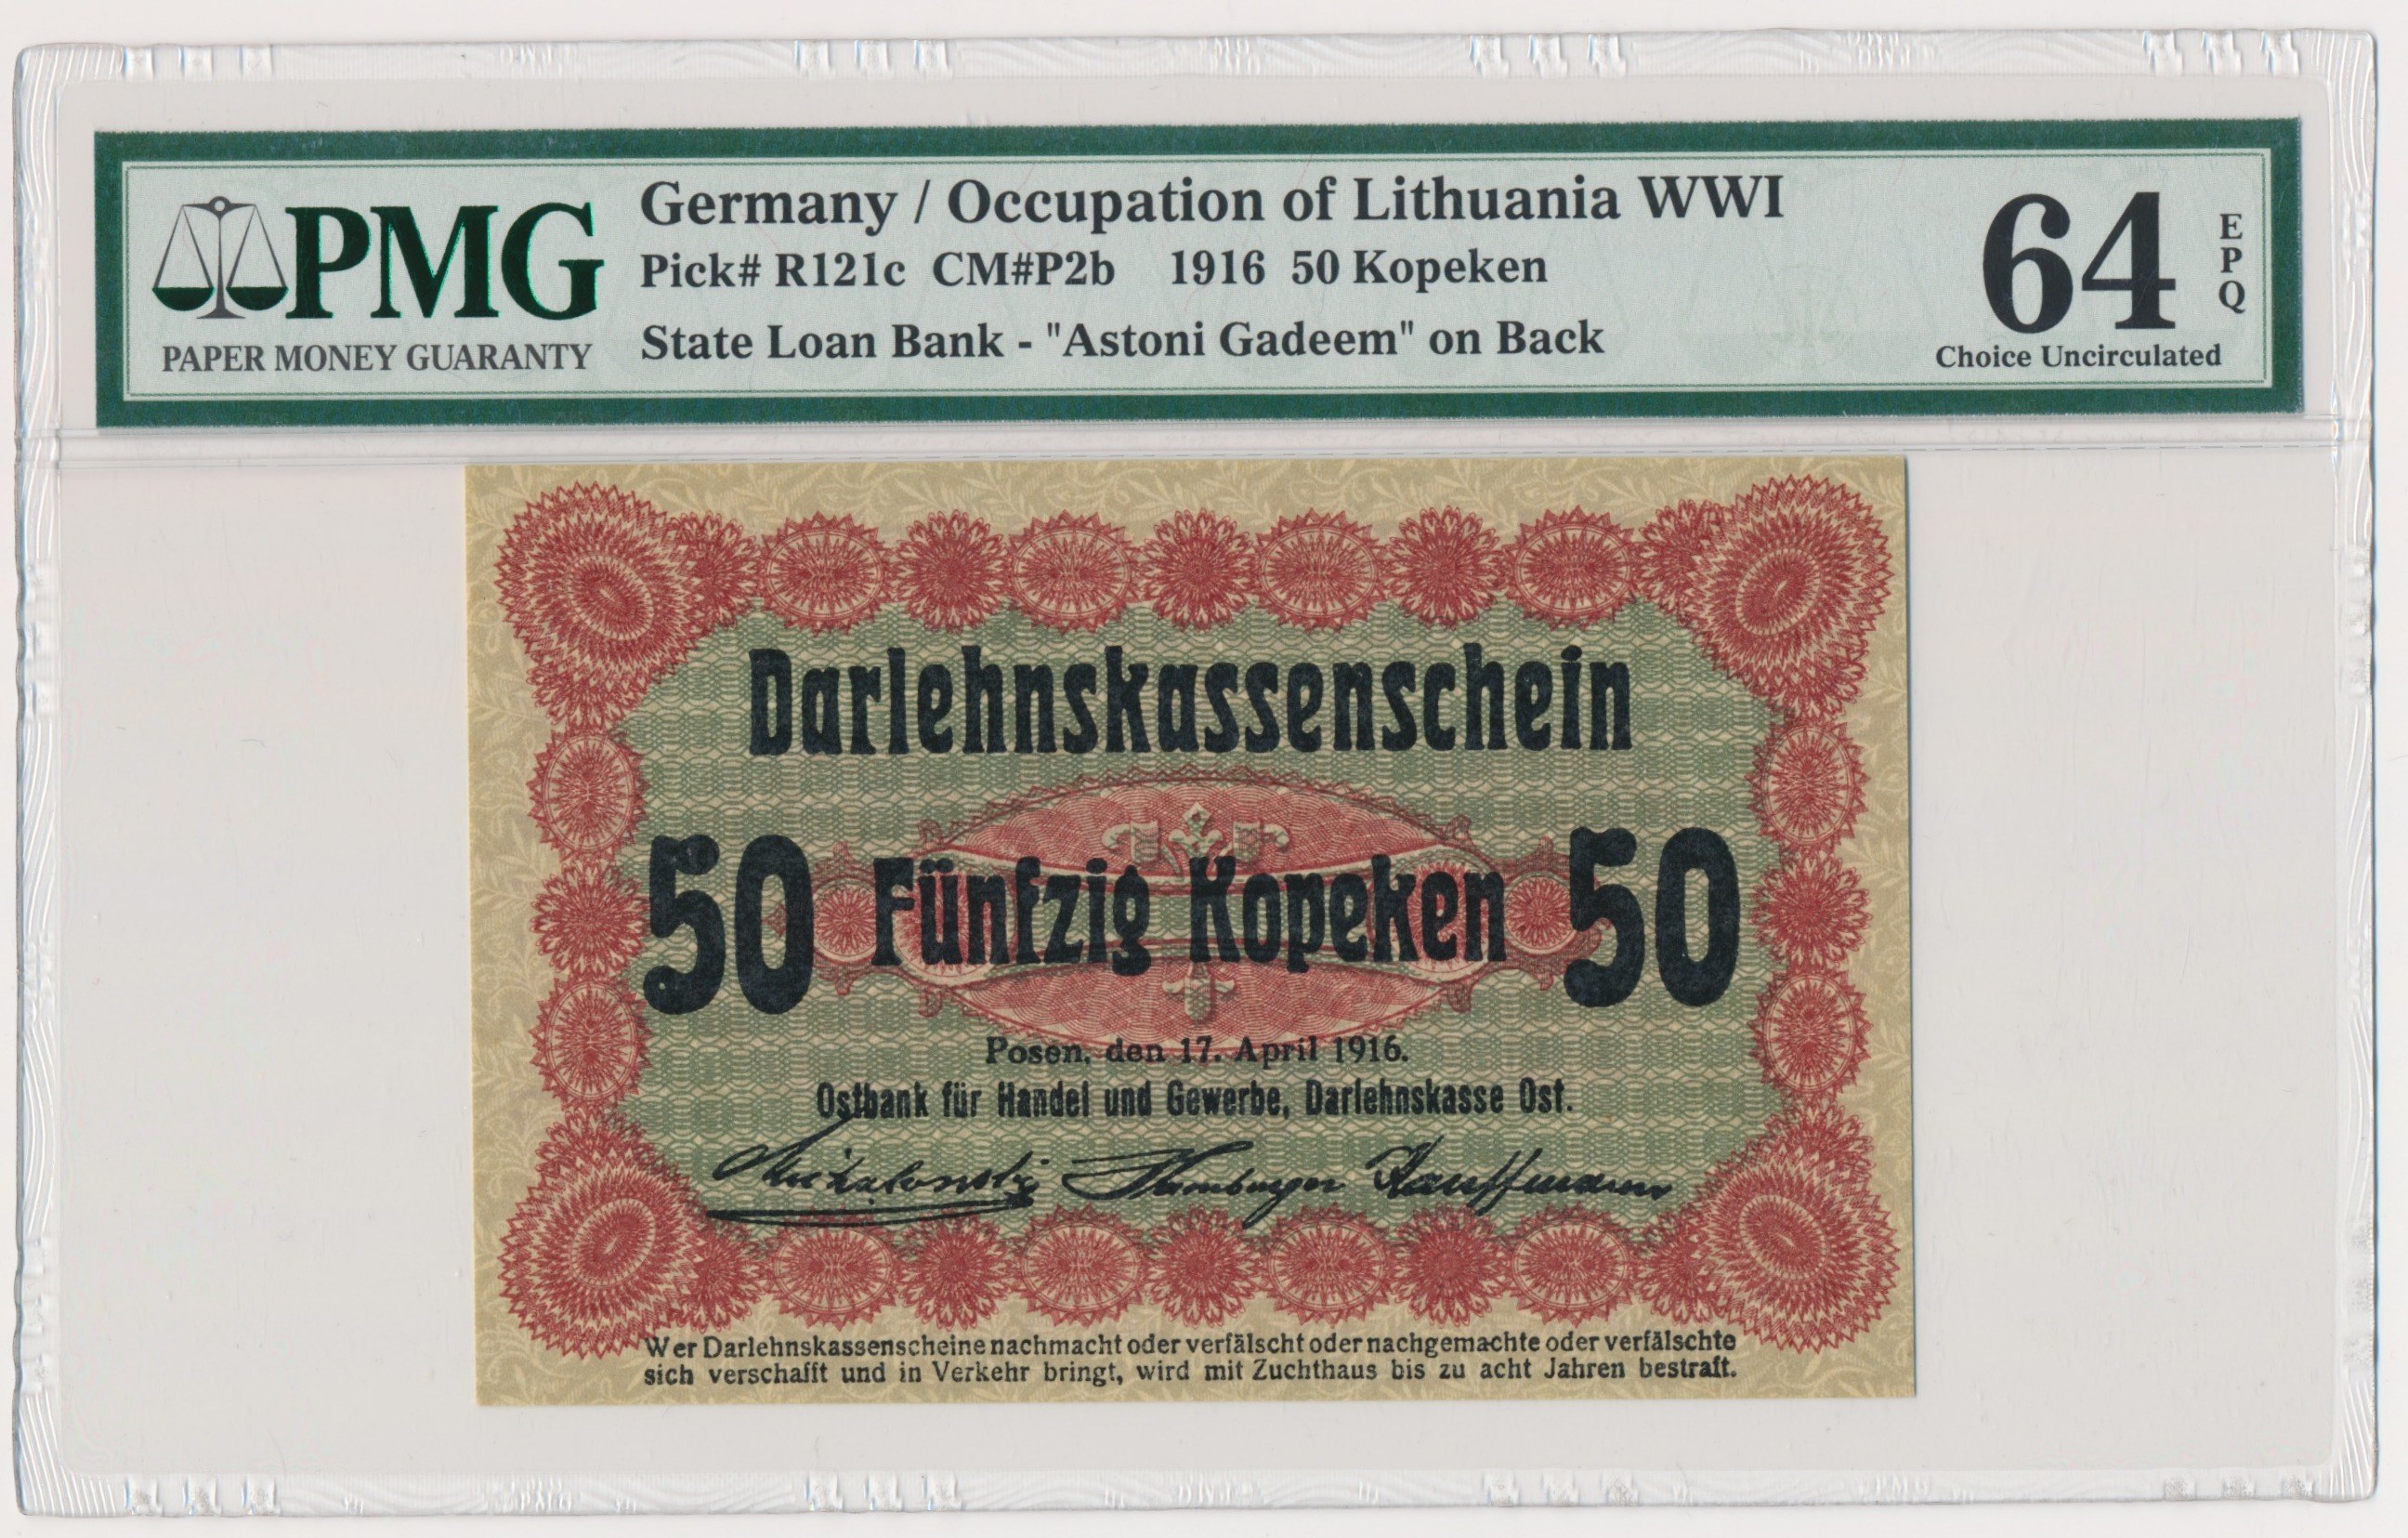 PMG
PAPER MONEY GUARANTY
Germany / Occupation of Lithuania WWI
Pick# R121c CM#P2b 1916 50 Kopeken
State Loan Bank - "Astoni Gadeem" on Back
64
EPQ
Choice Uncirculated
Darlehnskassenschein
50 Fünfzig Kopeken 50
Posen, den 17. April 1916.
Ostbank für Handel und Gewerbe, Darlehnskasse Ost.
Kauffmann
Wer Darlehnskassenscheine nachmacht oder verfälscht oder nachgemachte oder verfälschte
sich verschafft und in Verkehr bringt, wird mit Zuchthaus bis zu acht Jahren bestraft.